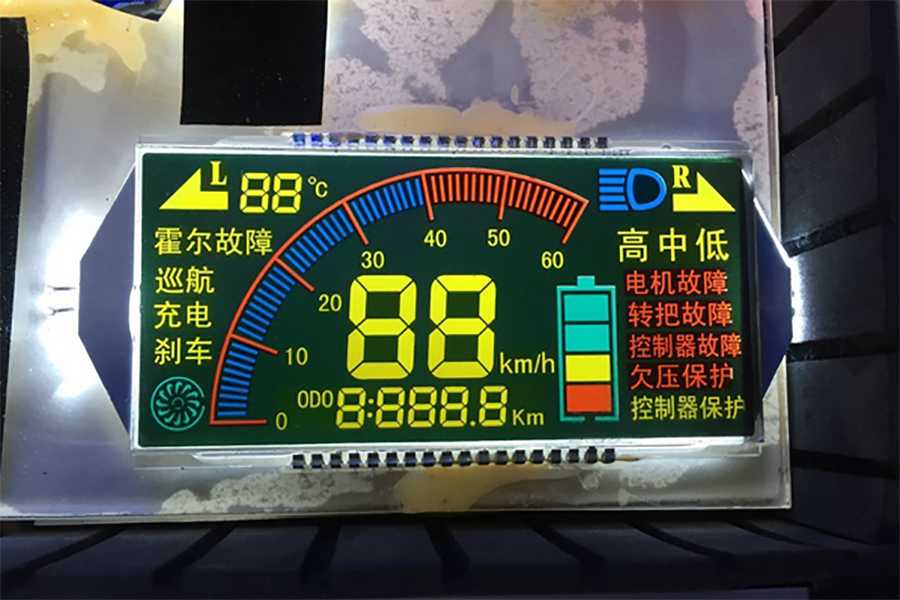 L 88℃ R
霍尔故障
巡航
充电
刹车
0 10 20 30 40 50 60
88 km/h
ODO 8:888.8 Km
高中低
电机故障
转把故障
控制器故障
欠压保护
控制器保护